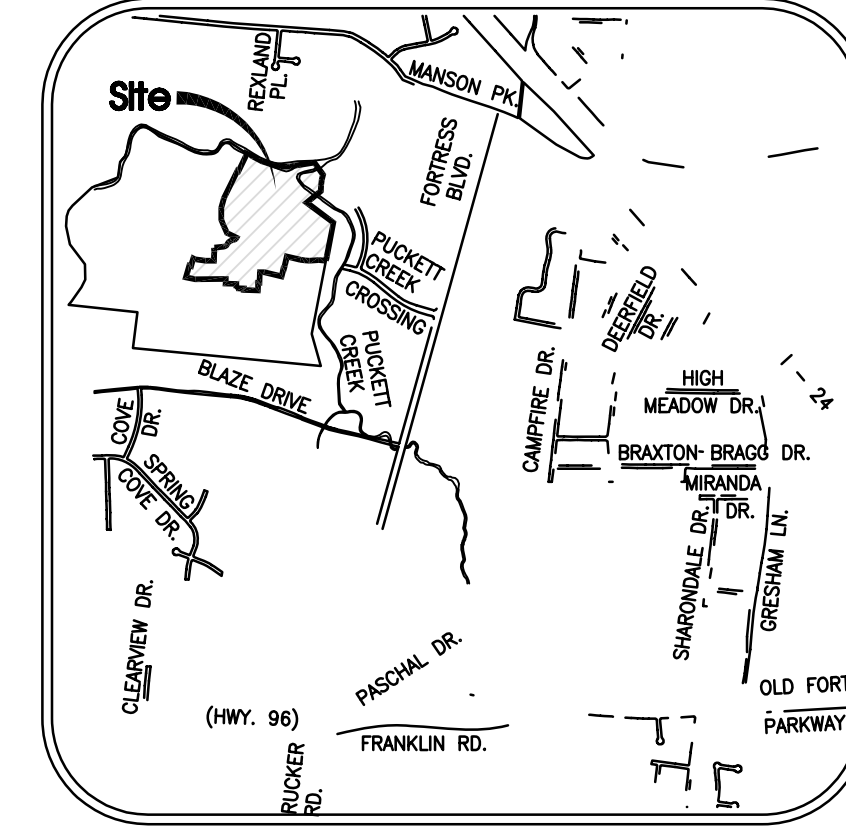 REXLAND
PL.
MANSON PK.
Site
FORTRESS
BLVD.
PUCKETT
CREEK
CROSSING
DEERFIELD
DR.
PUCKETT
CREEK
BLAZE DRIVE
CAMPFIRE DR.
HIGH
MEADOW DR.
24
COVE
DR.
BRAXTON- BRAGG DR.
SPRING
COVE DR.
MIRANDA
DR.
SHARONDALE DR.
GRESHAM LN.
CLEARVIEW DR.
PASCHAL DR.
OLD FORT
PARKWAY
(HWY. 96)
FRANKLIN RD.
RUCKER
RD.